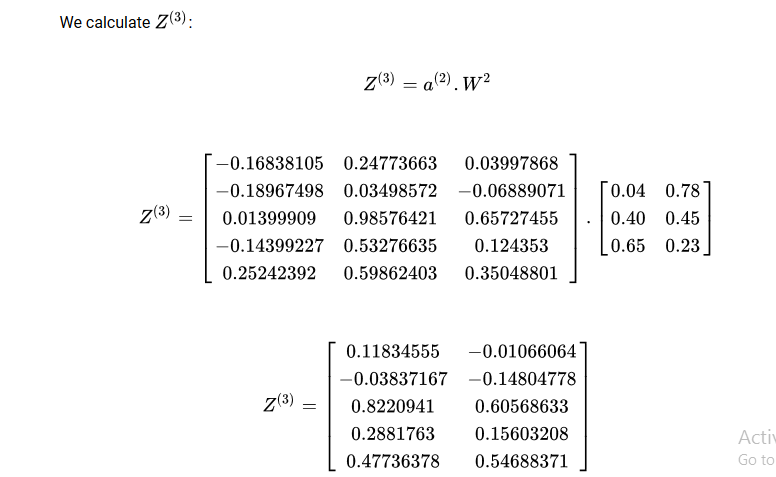 We calculate Z⁽³⁾:
Z⁽³⁾ = a⁽²⁾ . W²
Z⁽³⁾ = [ −0.16838105 0.24773663 0.03997868
−0.18967498 0.03498572 −0.06889071
0.01399909 0.98576421 0.65727455
−0.14399227 0.53276635 0.124353
0.25242392 0.59862403 0.35048801 ] . [ 0.04 0.78
0.40 0.45
0.65 0.23 ]
Z⁽³⁾ = [ 0.11834555 −0.01066064
−0.03837167 −0.14804778
0.8220941 0.60568633
0.2881763 0.15603208
0.47736378 0.54688371 ]
Activ
Go to